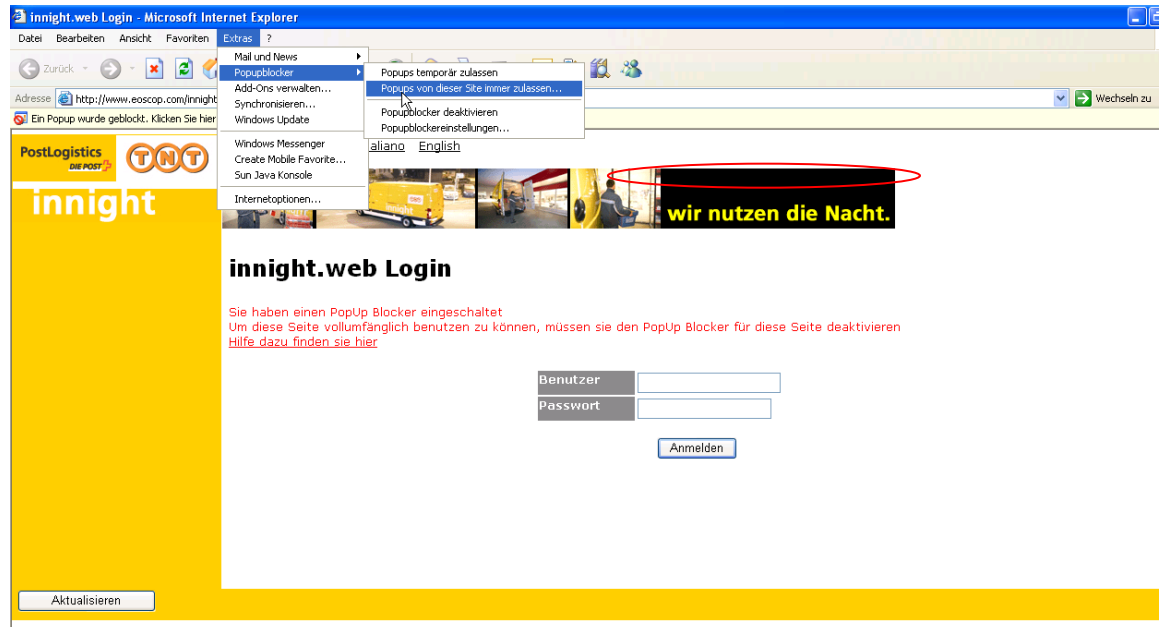 innight.web Login - Microsoft Internet Explorer
Datei Bearbeiten Ansicht Favoriten Extras ?
Zurück
Mail und News
Popupblocker
Add-Ons verwalten...
Synchronisieren...
Windows Update
Windows Messenger
Create Mobile Favorite...
Sun Java Konsole
Internetoptionen...
Popups temporär zulassen
Popups von dieser Site immer zulassen...
Popupblocker deaktivieren
Popupblockereinstellungen...
Adresse http://www.eoscop.com/innight
Wechseln zu
Ein Popup wurde geblockt. Klicken Sie hier
PostLogistics
DIE POST
TNT
aliano English
innight
wir nutzen die Nacht.
innight.web Login
Sie haben einen PopUp Blocker eingeschaltet
Um diese Seite vollumfänglich benutzen zu können, müssen sie den PopUp Blocker für diese Seite deaktivieren
Hilfe dazu finden sie hier
Benutzer
Passwort
Anmelden
Aktualisieren